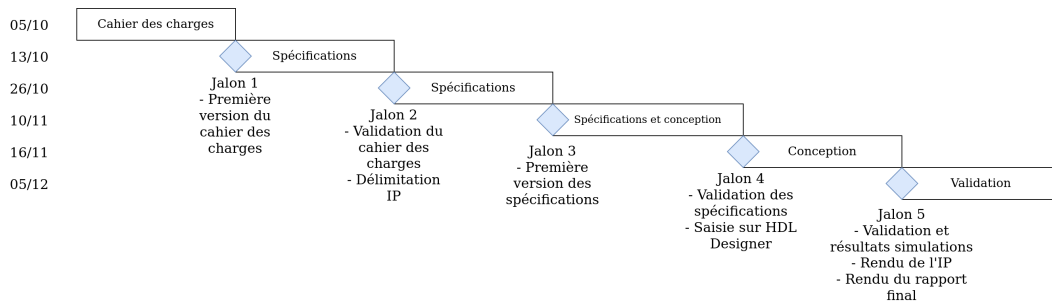 05/10
Cahier des charges
13/10
Spécifications
Jalon 1
- Première
version du
cahier des
charges
26/10
Spécifications
Jalon 2
- Validation du
cahier des
charges
- Délimitation
IP
10/11
Spécifications et conception
Jalon 3
- Première
version des
spécifications
16/11
Conception
Jalon 4
- Validation des
spécifications
- Saisie sur HDL
Designer
05/12
Validation
Jalon 5
- Validation et
résultats simulations
- Rendu de l'IP
- Rendu du rapport
final